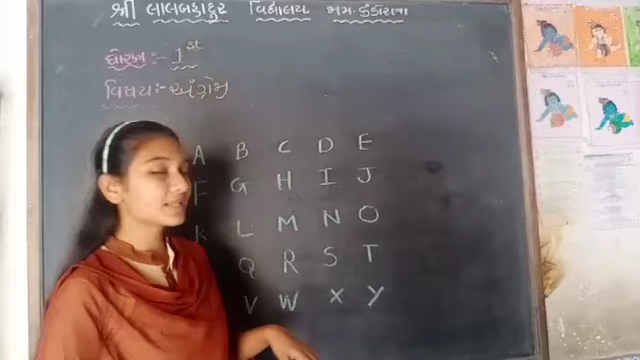 શ્રી લાલબહાદુર વિદ્યાલય
ધોરણ:- 1st
વિષય:- અંગ્રેજી
A B C D E
F G H I J
K L M N O
Q R S T
V W X Y